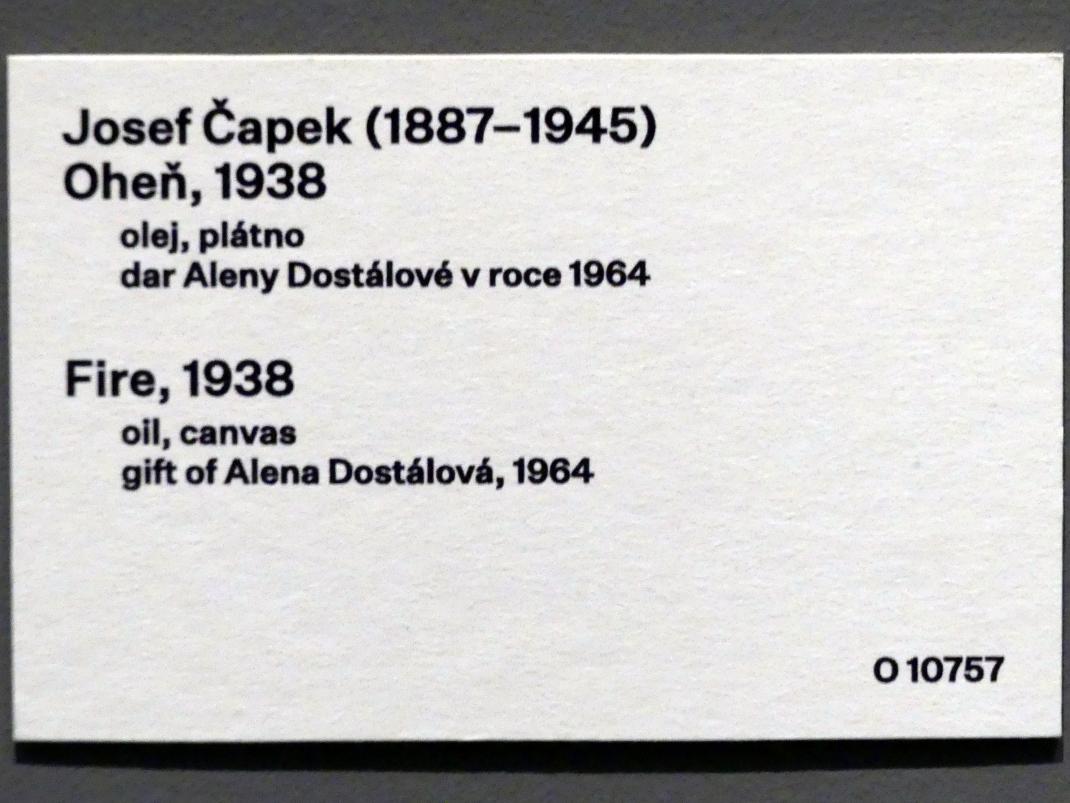 Josef Čapek (1887–1945)
Oheň, 1938
olej, plátno
dar Aleny Dostálové v roce 1964
Fire, 1938
oil, canvas
gift of Alena Dostálová, 1964
O 10757